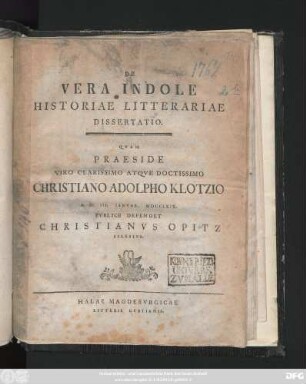 DE
VERA INDOLE
HISTORIAE LITTERARIAE
DISSERTATIO.
QVAM
PRAESIDE
VIRO CLARISSIMO ATQVE DOCTISSIMO
CHRISTIANO ADOLPHO KLOTZIO
PVBLICE DEFENDET
CHRISTIANVS OPITZ
HALAE MAGDEBVRGICAE
LITTERIS